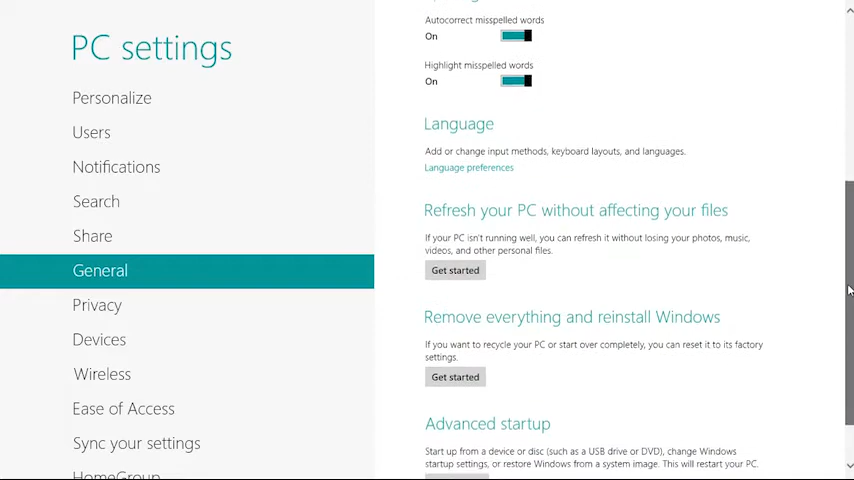 PC settings
Personalize
Users
Notifications
Search
Share
General
Privacy
Devices
Wireless
Ease of Access
Sync your settings
HomeGroup
Autocorrect misspelled words
On
Highlight misspelled words
On
Language
Add or change input methods, keyboard layouts, and languages.
Language preferences
Refresh your PC without affecting your files
If your PC isn't running well, you can refresh it without losing your photos, music,
videos, and other personal files.
Get started
Remove everything and reinstall Windows
If you want to recycle your PC or start over completely, you can reset it to its factory
settings.
Get started
Advanced startup
Start up from a device or disc (such as a USB drive or DVD), change Windows
startup settings, or restore Windows from a system image. This will restart your PC.